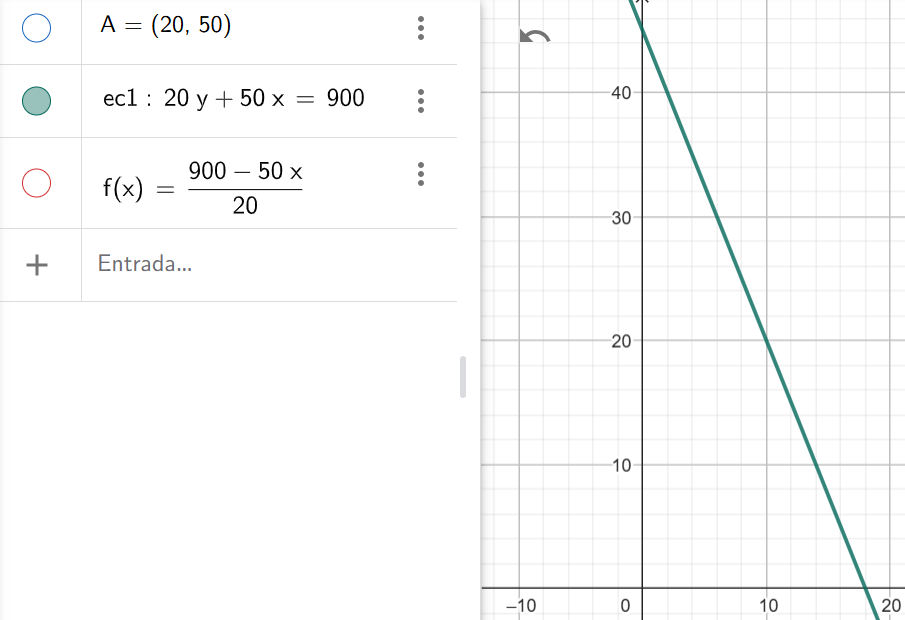 A = (20, 50)
ec1 : 20 y + 50 x = 900
f(x) = 900 − 50 x / 20
+ Entrada...
40
30
20
10
−10 0 10 20